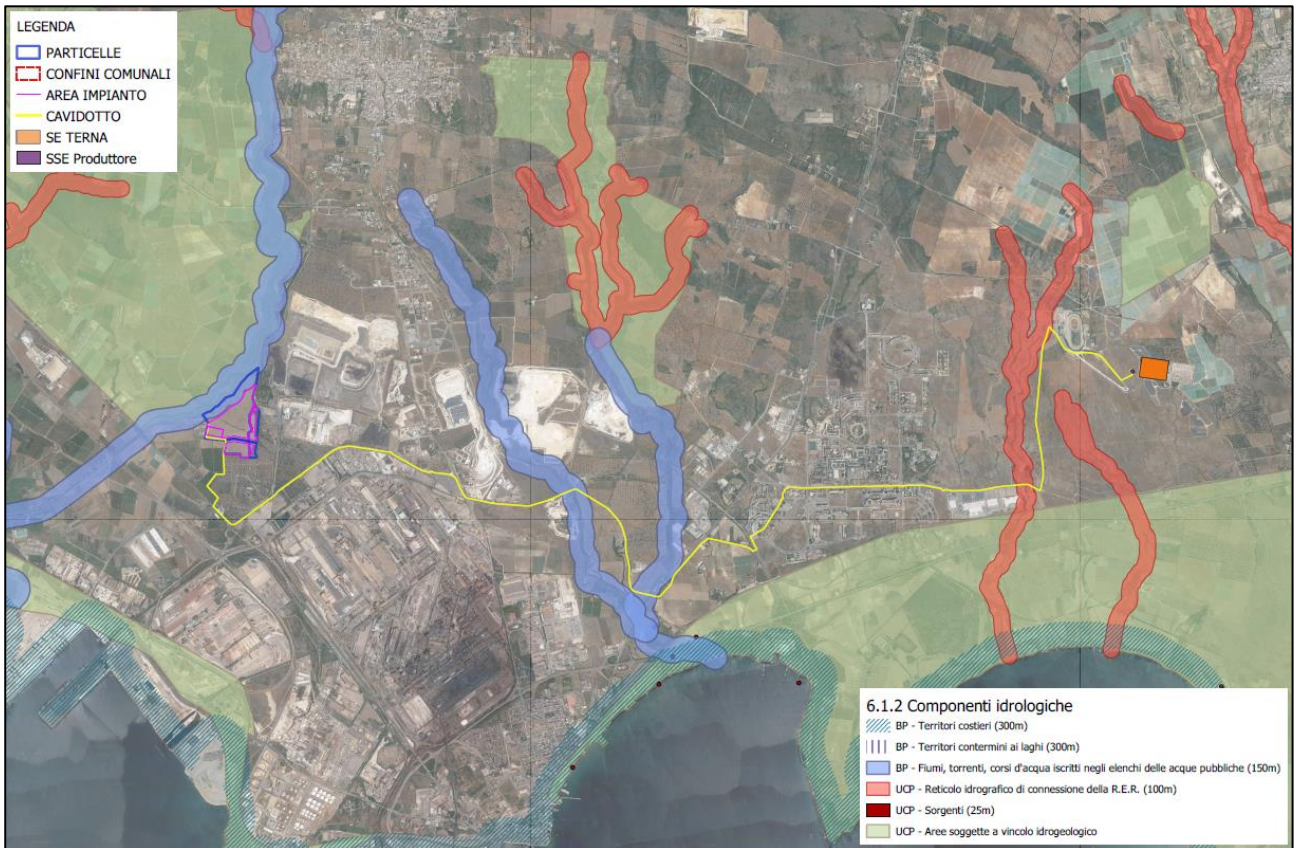 LEGENDA
PARTICELLE
CONFINI COMUNALI
AREA IMPIANTO
CAVIDOTTO
SE TERNA
SSE Produttore
6.1.2 Componenti idrologiche
BP - Territori costieri (300m)
BP - Territori contermini ai laghi (300m)
BP - Fiumi, torrenti, corsi d'acqua iscritti negli elenchi delle acque pubbliche (150m)
UCP - Reticolo idrografico di connessione della R.E.R. (100m)
UCP - Sorgenti (25m)
UCP - Aree soggette a vincolo idrogeologico